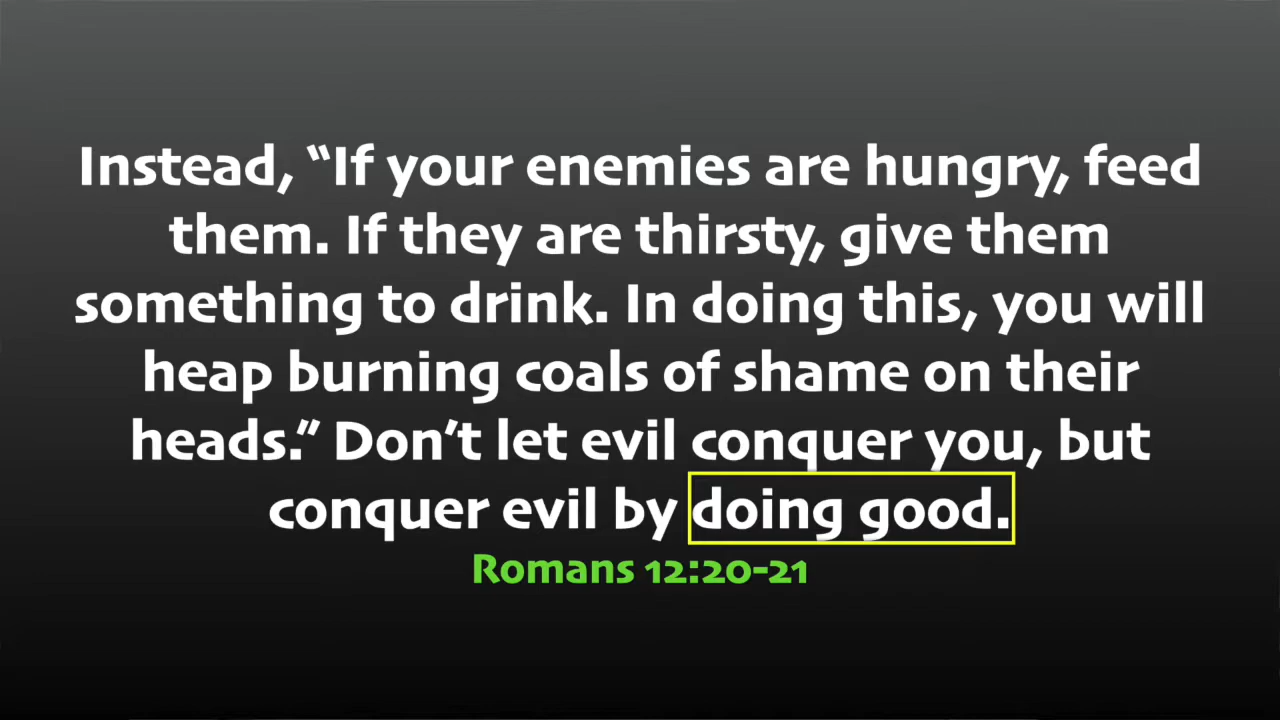 Instead, “If your enemies are hungry, feed
them. If they are thirsty, give them
something to drink. In doing this, you will
heap burning coals of shame on their
heads.” Don’t let evil conquer you, but
conquer evil by doing good.
Romans 12:20-21